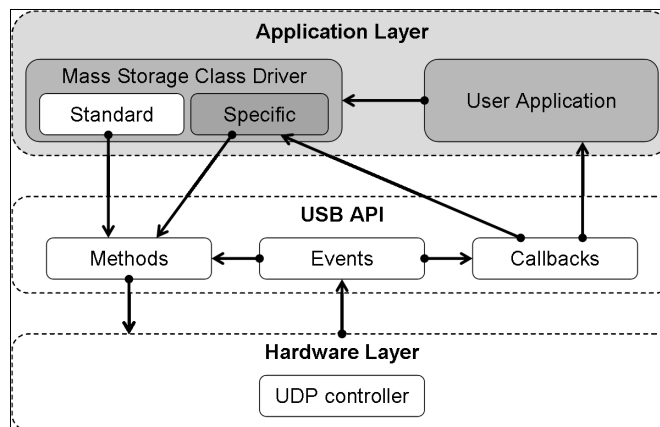 Application Layer
Mass Storage Class Driver
Standard
Specific
User Application
USB API
Methods
Events
Callbacks
Hardware Layer
UDP controller